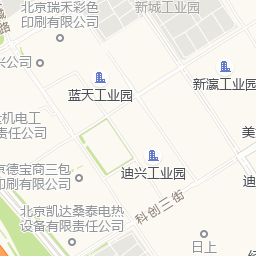 北京瑞禾彩色
印刷有限公司
新城工业园
兴公司
新瀛工业园
蓝天工业园
机电工
责任公司
京德宝商三包
印刷有限公司
迪兴工业园
科创三街
北京凯达桑泰电热
设备有限责任公司
日上